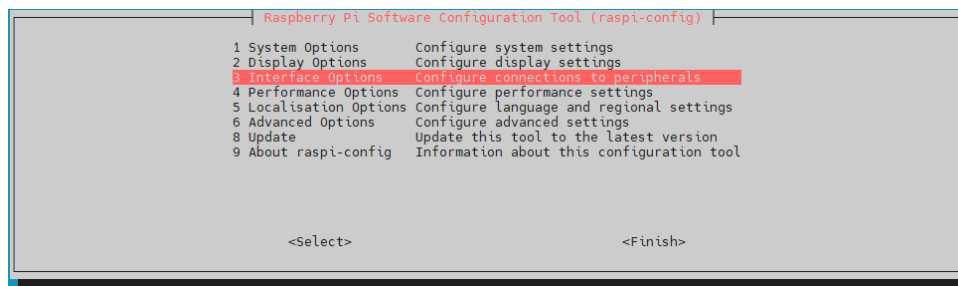 Raspberry Pi Software Configuration Tool (raspi-config)
1 System Options Configure system settings
2 Display Options Configure display settings
3 Interface Options Configure connections to peripherals
4 Performance Options Configure performance settings
5 Localisation Options Configure language and regional settings
6 Advanced Options Configure advanced settings
8 Update Update this tool to the latest version
9 About raspi-config Information about this configuration tool
<Select> <Finish>